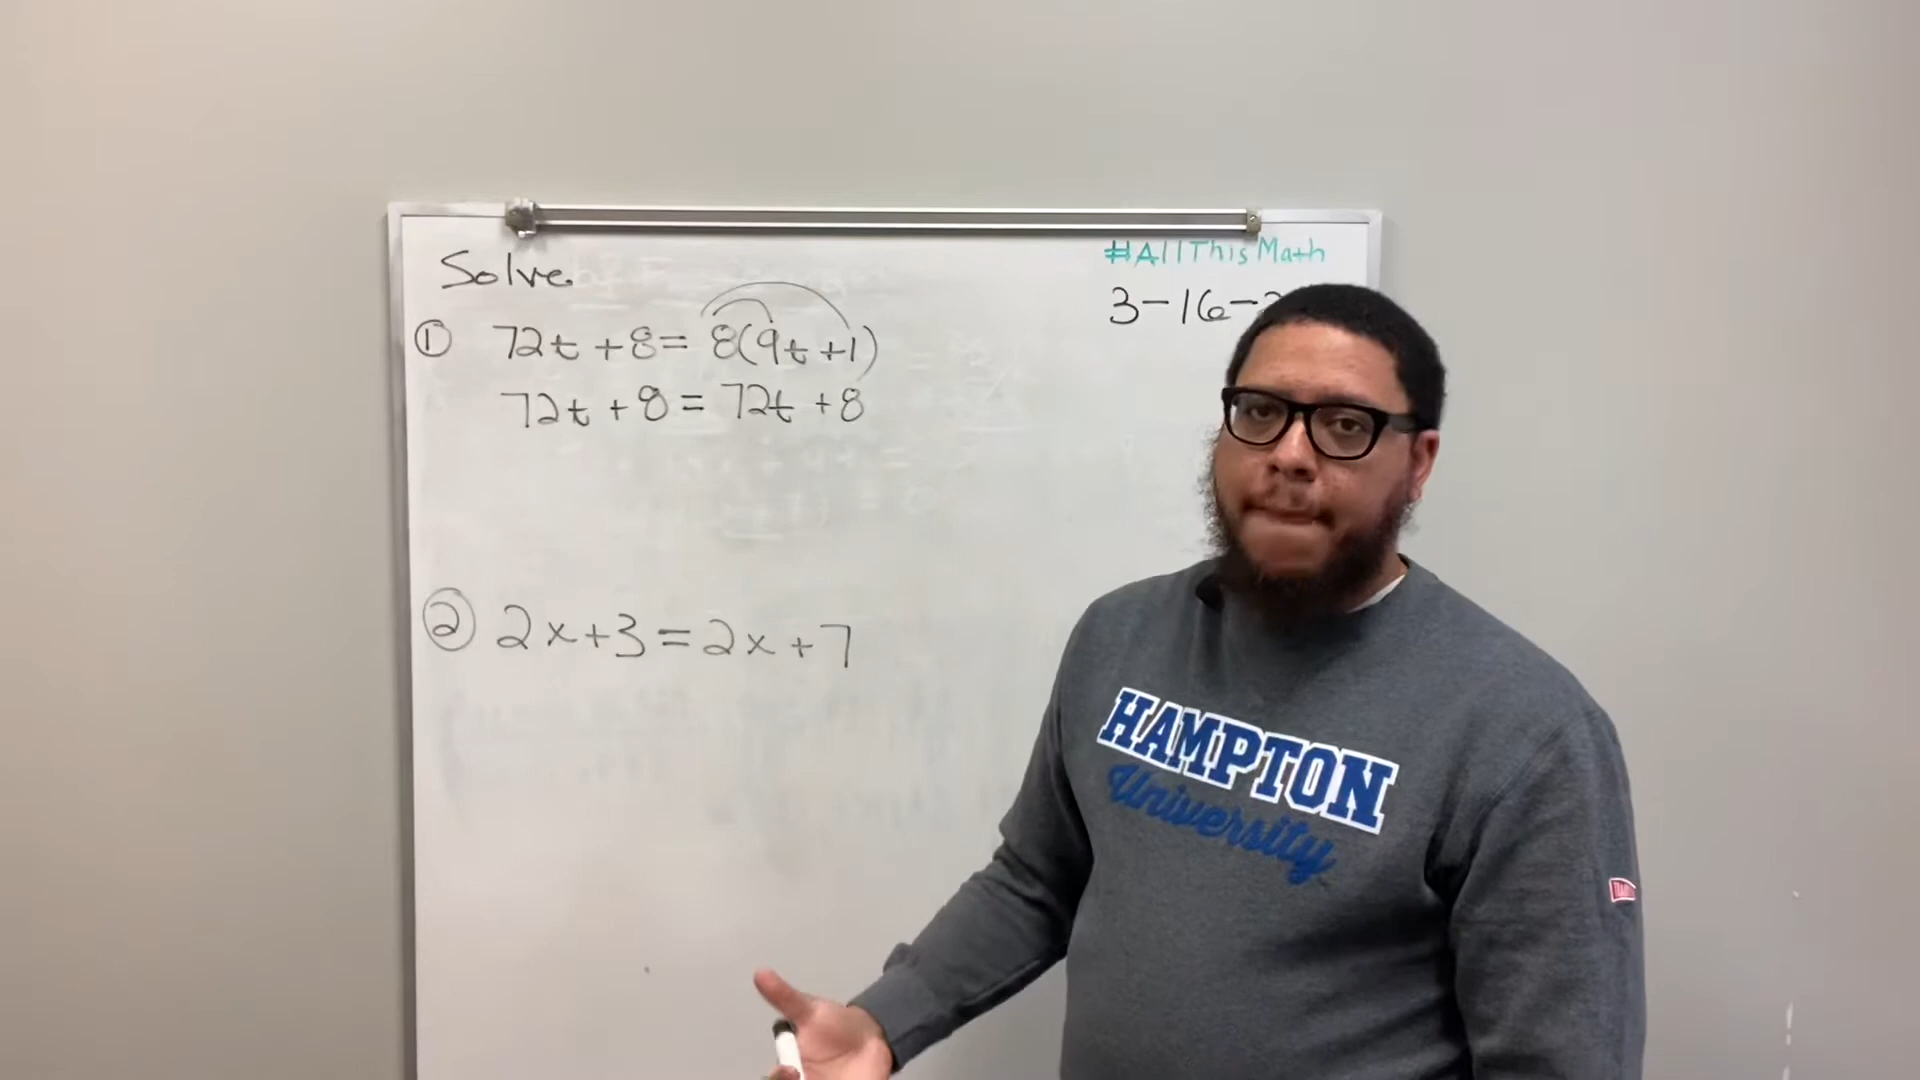 Solve
#AllThisMath
3-16-
① 72t + 8 = 8(9t + 1)
72t + 8 = 72t + 8
② 2x + 3 = 2x + 7
HAMPTON
University